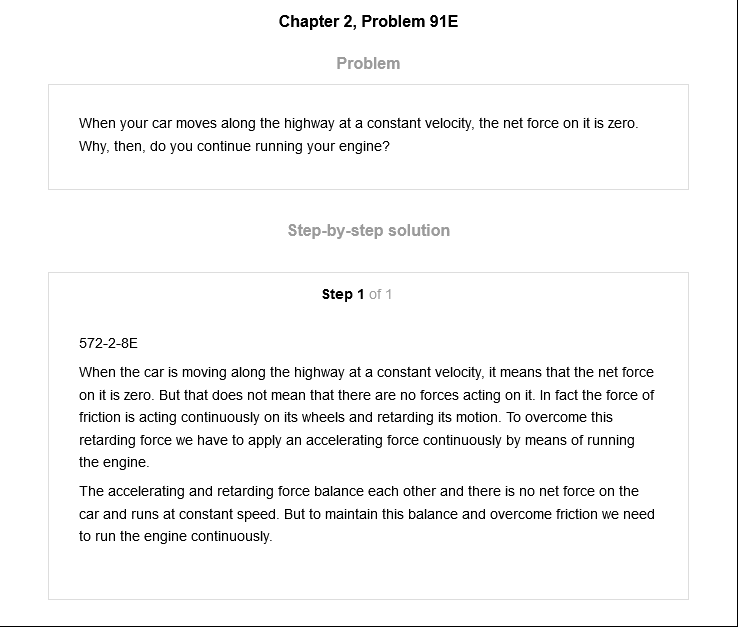 Chapter 2, Problem 91E
Problem
When your car moves along the highway at a constant velocity, the net force on it is zero.
Why, then, do you continue running your engine?
Step-by-step solution
Step 1 of 1
572-2-8E
When the car is moving along the highway at a constant velocity, it means that the net force
on it is zero. But that does not mean that there are no forces acting on it. In fact the force of
friction is acting continuously on its wheels and retarding its motion. To overcome this
retarding force we have to apply an accelerating force continuously by means of running
the engine.
The accelerating and retarding force balance each other and there is no net force on the
car and runs at constant speed. But to maintain this balance and overcome friction we need
to run the engine continuously.